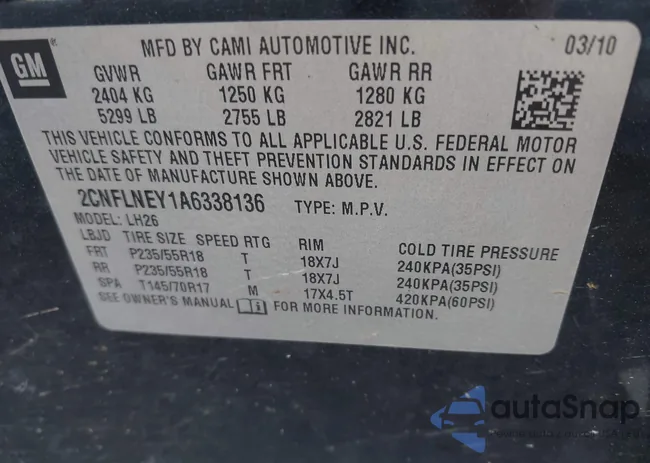 GM
MFD BY CAMI AUTOMOTIVE INC. 03/10
GVWR GAWR FRT GAWR RR
2404 KG 1250 KG 1280 KG
5299 LB 2755 LB 2821 LB
THIS VEHICLE CONFORMS TO ALL APPLICABLE U.S. FEDERAL MOTOR
VEHICLE SAFETY AND THEFT PREVENTION STANDARDS IN EFFECT ON
THE DATE OF MANUFACTURE SHOWN ABOVE.
2CNFLNEY1A6338136 TYPE: M.P.V.
MODEL: LH26
LBJD TIRE SIZE SPEED RTG RIM COLD TIRE PRESSURE
FRT P235/55R18 T 18X7J 240KPA(35PSI)
RR P235/55R18 T 18X7J 240KPA(35PSI)
SPA T145/70R17 M 17X4.5T 420KPA(60PSI)
SEE OWNER'S MANUAL FOR MORE INFORMATION.
autoSnap